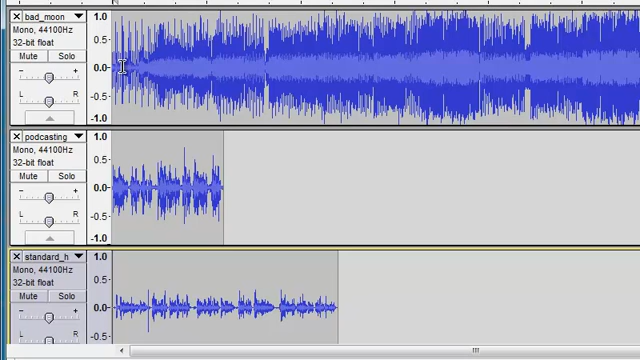 bad_moon
Mono, 44100Hz
32-bit float
Mute Solo
- +
L R
1.0
0.5
0.0
-0.5
-1.0
podcasting
Mono, 44100Hz
32-bit float
Mute Solo
- +
L R
1.0
0.5
0.0
-0.5
-1.0
standard_h
Mono, 44100Hz
32-bit float
Mute Solo
- +
L R
1.0
0.5
0.0
-0.5